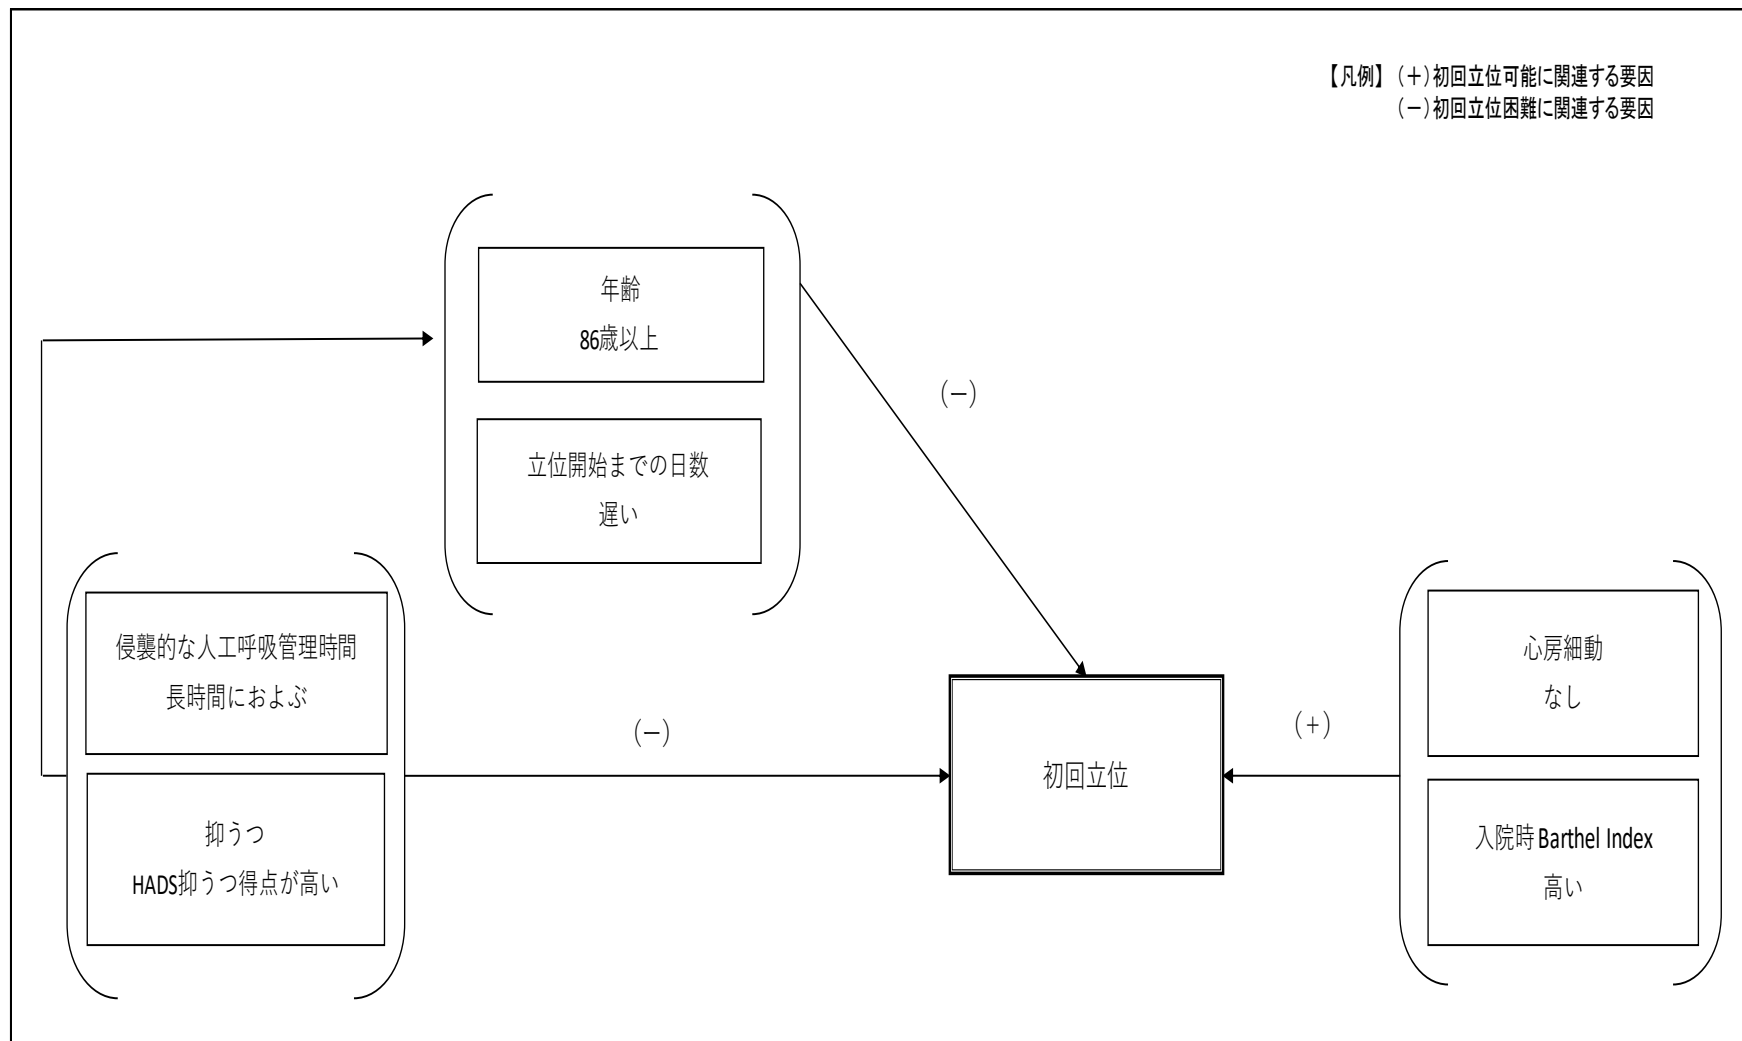 【凡例】(+)初回立位可能に関連する要因
(−)初回立位困難に関連する要因
年齢
86歳以上
(−)
立位開始までの日数
遅い
侵襲的な人工呼吸管理時間
長時間におよぶ
(−)
抑うつ
HADS抑うつ得点が高い
初回立位
(+)
心房細動
なし
入院時Barthel Index
高い